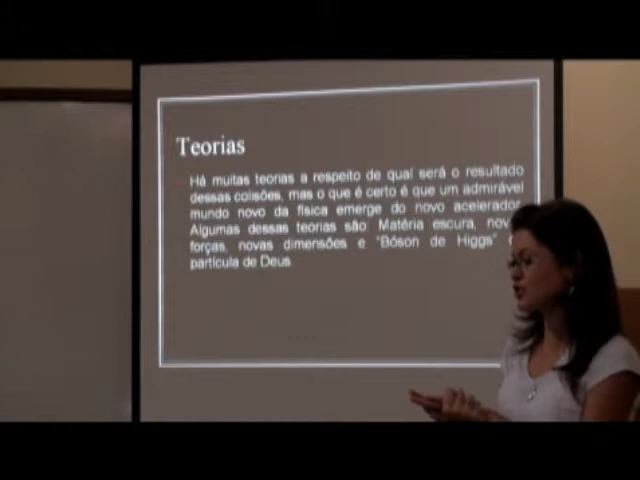 Teorias
Há muitas teorias a respeito de qual será o resultado
dessas colisões, mas o que é certo é que um admirável
mundo novo da física emerge do novo acelerador.
Algumas dessas teorias são: Matéria escura,
forças, novas dimensões e "Bóson de Higgs"
partícula de Deus